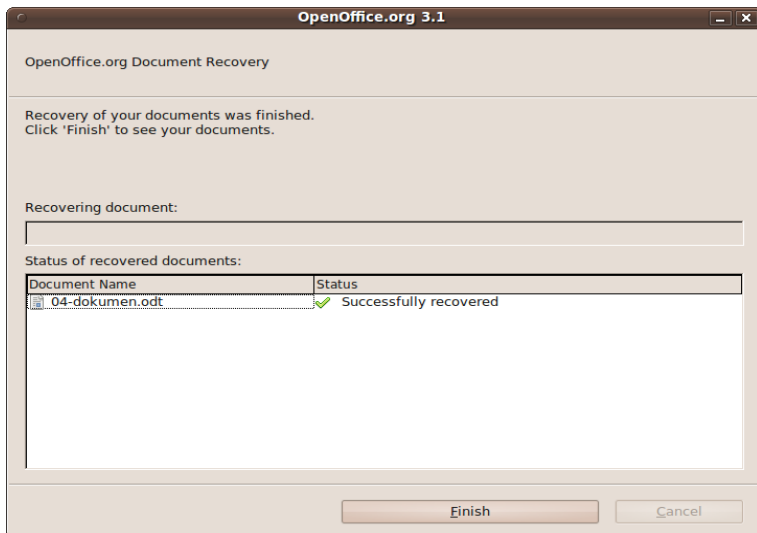 OpenOffice.org 3.1
OpenOffice.org Document Recovery
Recovery of your documents was finished.
Click 'Finish' to see your documents.
Recovering document:
Status of recovered documents:
Document Name Status
04-dokumen.odt Successfully recovered
Finish Cancel